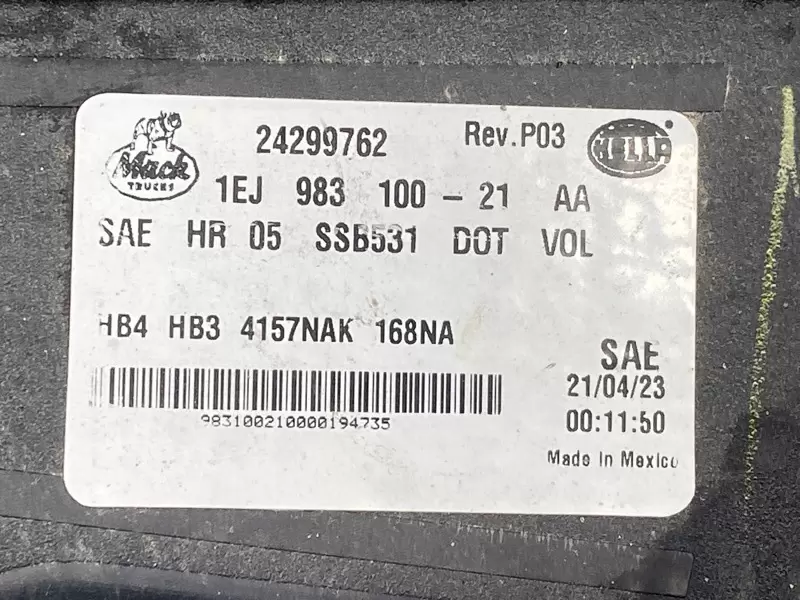 Mack
TRUCKS
24299762
Rev.P03
HELLA
1EJ 983 100 - 21 AA
SAE HR 05 SSB531 DOT VOL
HB4 HB3 4157NAK 168NA
SAE
21/04/23
00:11:50
983100210000194735
Made In Mexico